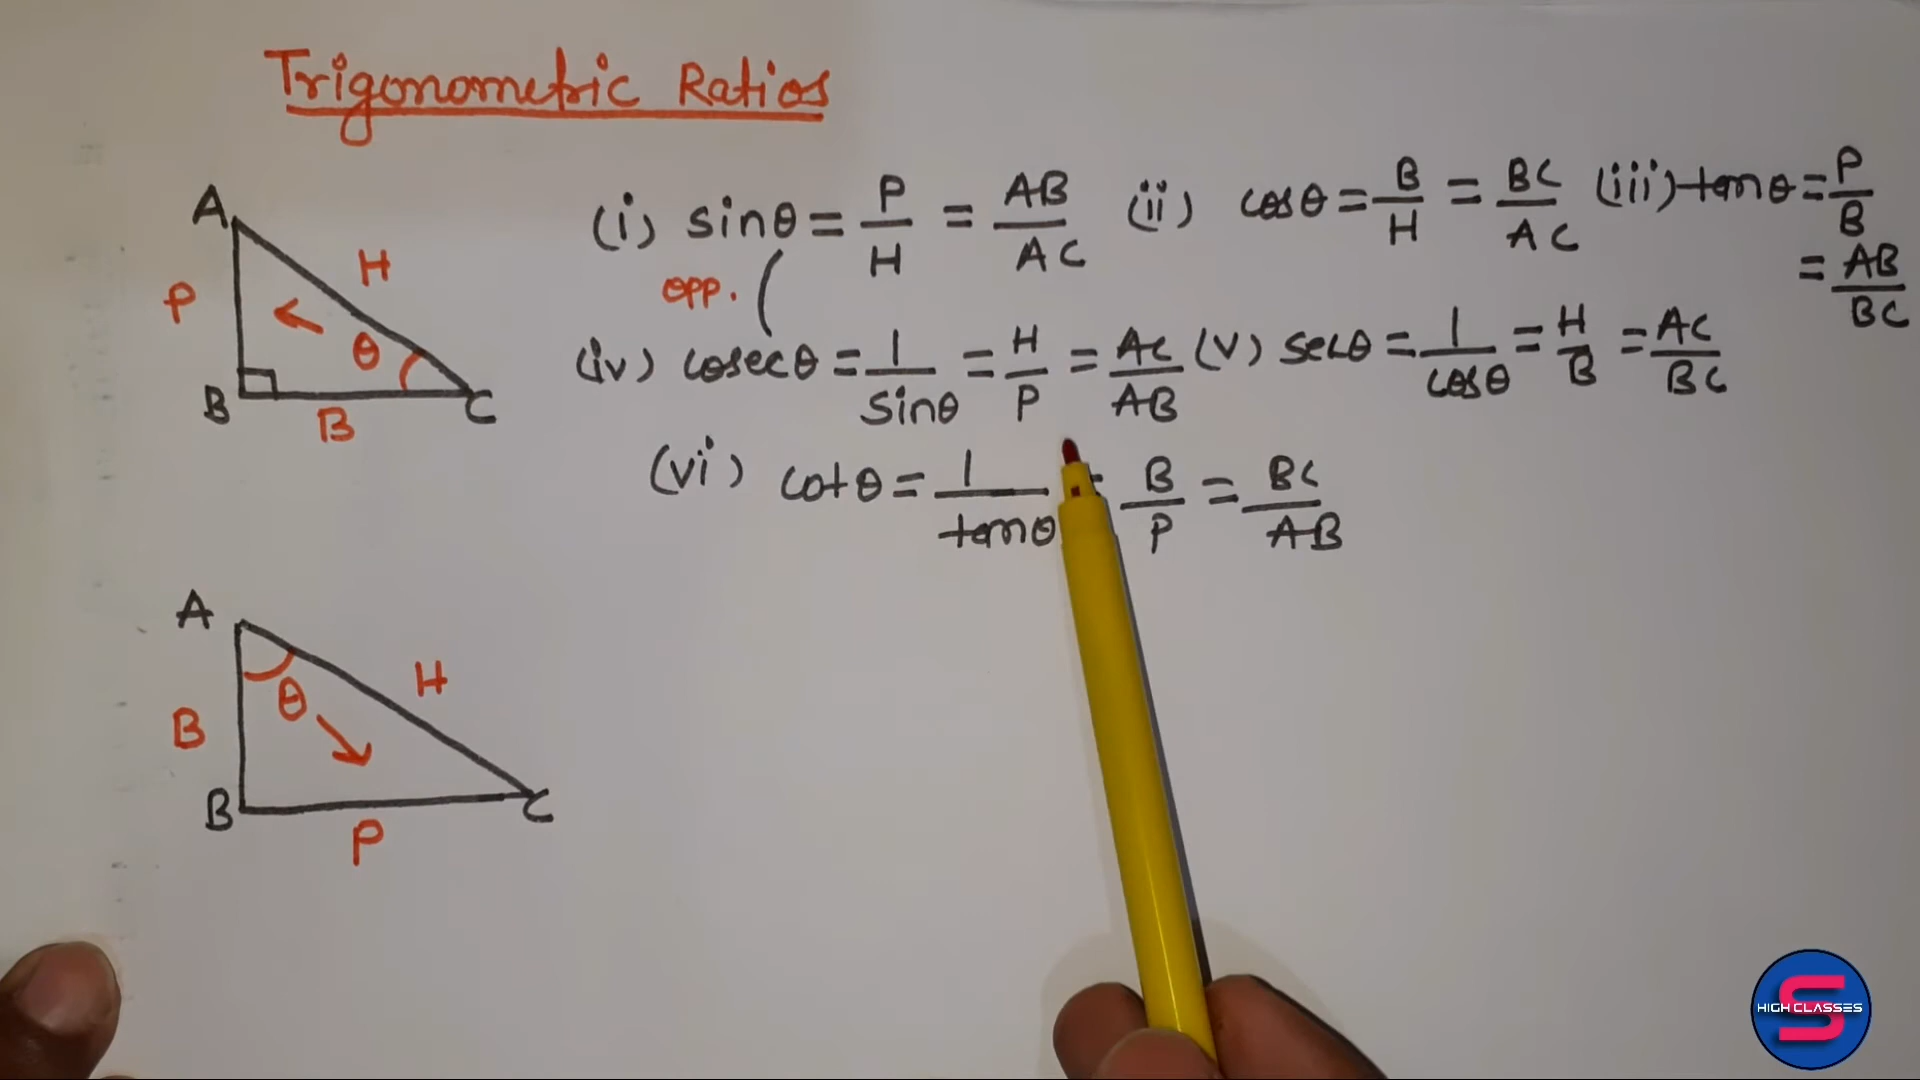 Trigonometric Ratios
A
H
P
θ
B
B
C
(i) sinθ = P/H = AB/AC (ii) cosθ = B/H = BC/AC (iii) tanθ = P/B
= AB/BC
opp.
(iv) cosecθ = 1/sinθ = H/P = AC/AB (v) secθ = 1/cosθ = H/B = AC/BC
(vi) cotθ = 1/tanθ = B/P = BC/AB
A
H
θ
B
B
C
P
S
HIGH CLASSES